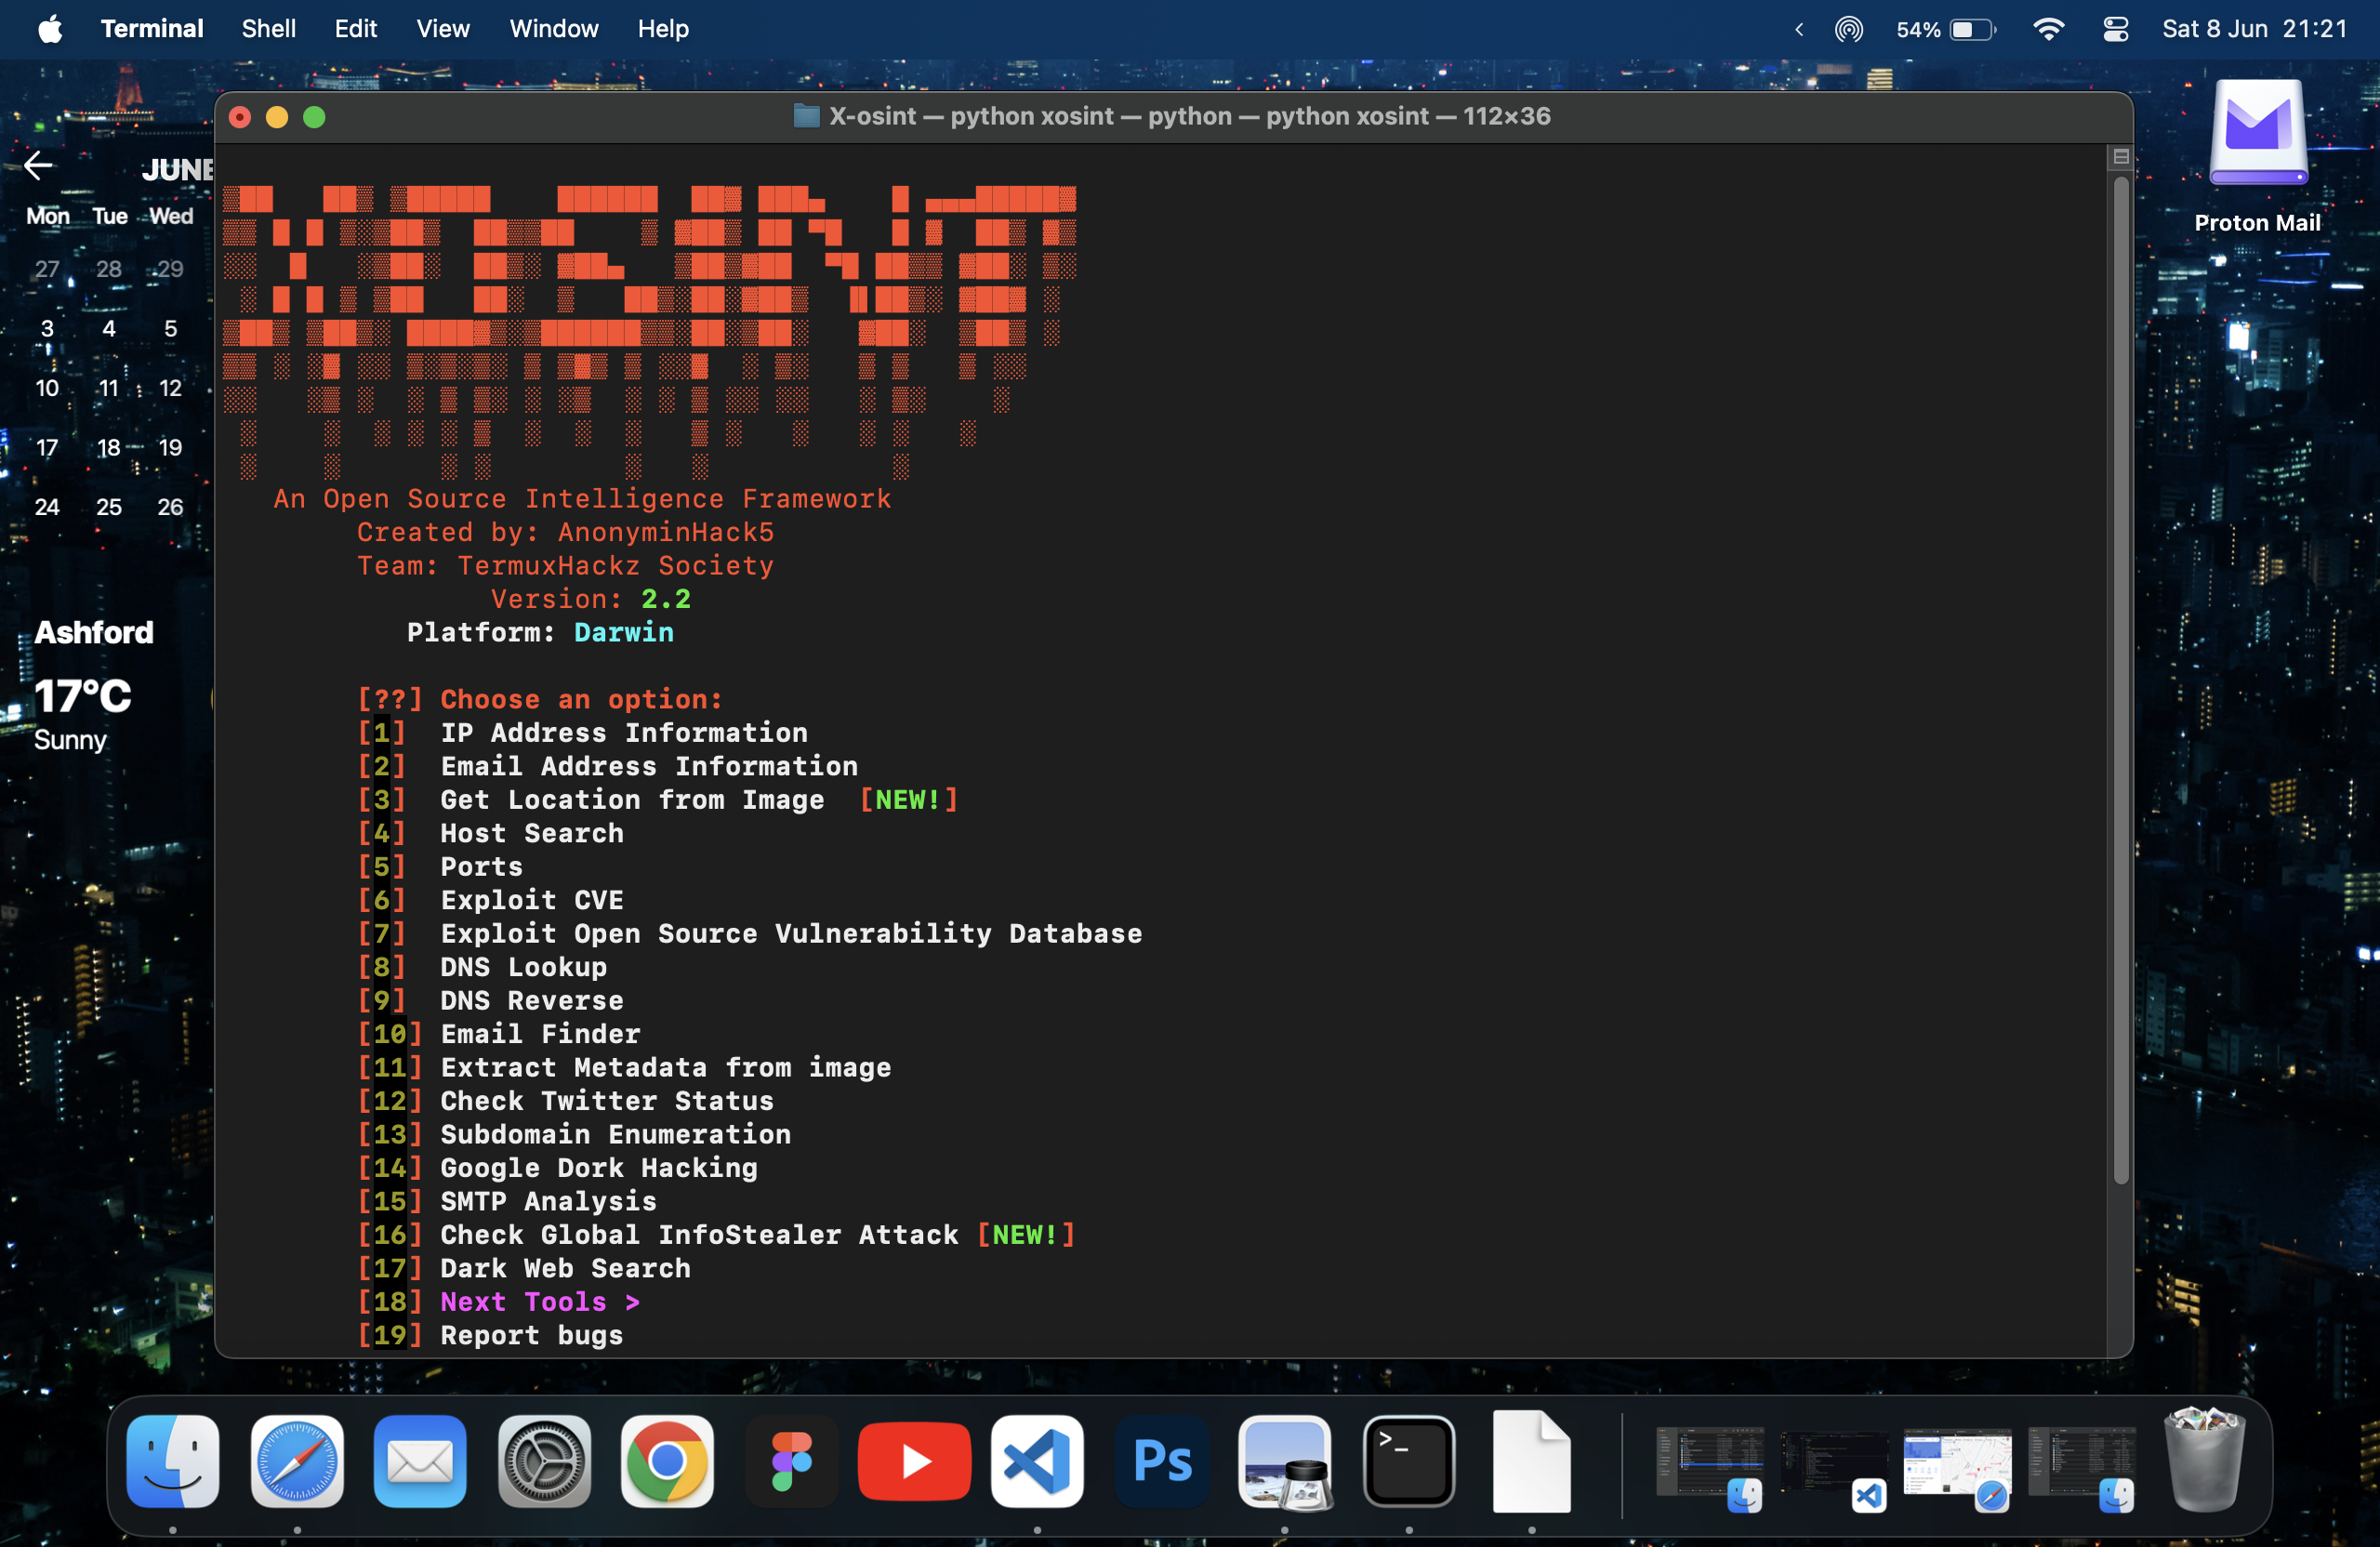 Terminal Shell Edit View Window Help 54% Sat 8 Jun 21:21
X-osint — python xosint — python — python xosint — 112×36
Proton Mail
JUNE
Mon Tue Wed
27 28 29
3 4 5
10 11 12
17 18 19
24 25 26
Ashford
17°C
Sunny
XOSINT
An Open Source Intelligence Framework
Created by: AnonyminHack5
Team: TermuxHackz Society
Version: 2.2
Platform: Darwin
[??] Choose an option:
[1] IP Address Information
[2] Email Address Information
[3] Get Location from Image [NEW!]
[4] Host Search
[5] Ports
[6] Exploit CVE
[7] Exploit Open Source Vulnerability Database
[8] DNS Lookup
[9] DNS Reverse
[10] Email Finder
[11] Extract Metadata from image
[12] Check Twitter Status
[13] Subdomain Enumeration
[14] Google Dork Hacking
[15] SMTP Analysis
[16] Check Global InfoStealer Attack [NEW!]
[17] Dark Web Search
[18] Next Tools >
[19] Report bugs
Ps
>_